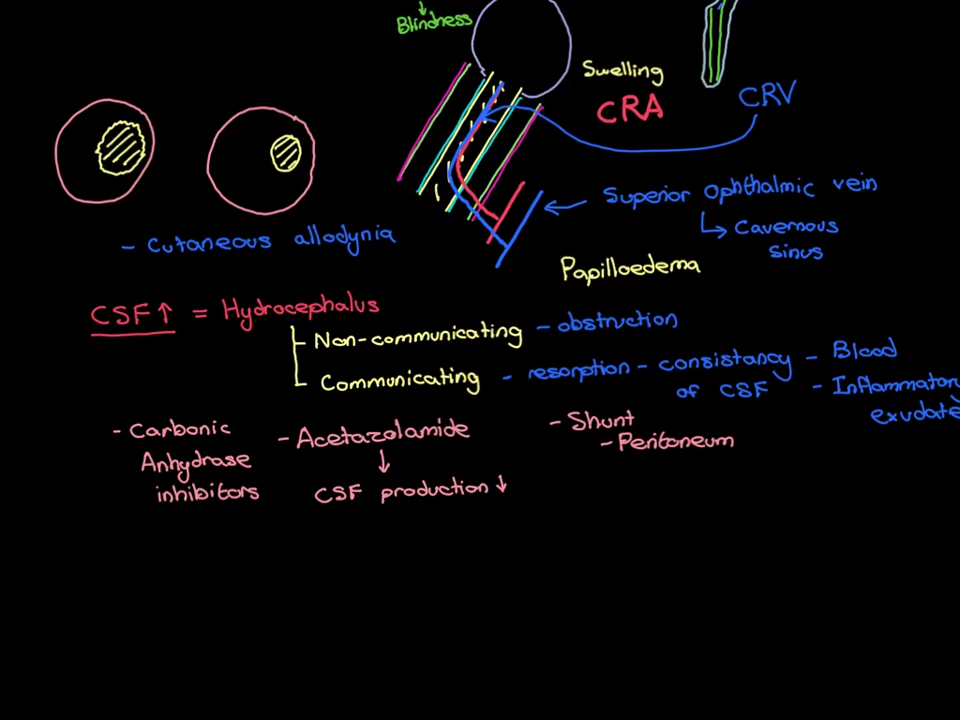 Blindness
Swelling
CRA
CRV
Superior Ophthalmic vein
Cavernous
sinus
- Cutaneous allodynia
Papilloedema
CSF↑ = Hydrocephalus
Non-communicating - obstruction
Communicating - resorption - consistancy - Blood
of CSF - Inflammatory
exudate
- Carbonic
Anhydrase
inhibitors
- Acetazolamide
↓
CSF production ↓
- Shunt
- Peritoneum